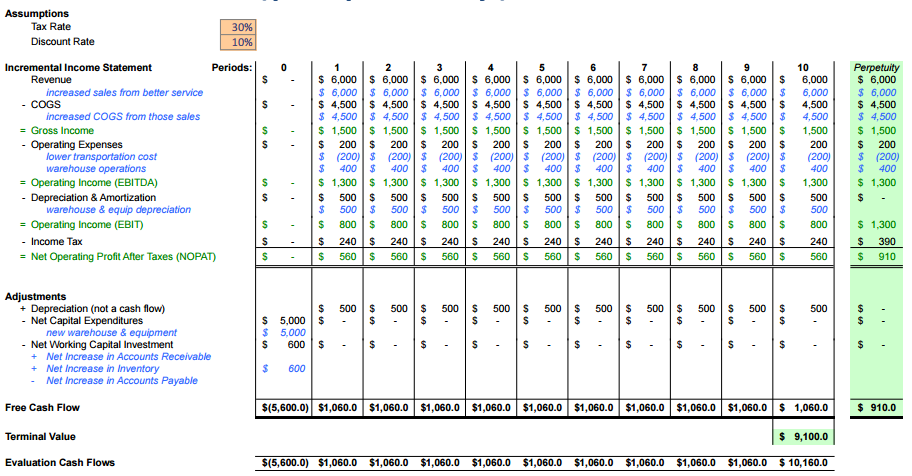 Assumptions
Tax Rate 30%
Discount Rate 10%
Incremental Income Statement Periods: 0 1 2 3 4 5 6 7 8 9 10 Perpetuity
Revenue $ - $ 6,000 $ 6,000 $ 6,000 $ 6,000 $ 6,000 $ 6,000 $ 6,000 $ 6,000 $ 6,000 $ 6,000 $ 6,000
increased sales from better service $ 6,000 $ 6,000 $ 6,000 $ 6,000 $ 6,000 $ 6,000 $ 6,000 $ 6,000 $ 6,000 $ 6,000 $ 6,000
- COGS $ - $ 4,500 $ 4,500 $ 4,500 $ 4,500 $ 4,500 $ 4,500 $ 4,500 $ 4,500 $ 4,500 $ 4,500 $ 4,500
increased COGS from those sales $ 4,500 $ 4,500 $ 4,500 $ 4,500 $ 4,500 $ 4,500 $ 4,500 $ 4,500 $ 4,500 $ 4,500 $ 4,500
= Gross Income $ - $ 1,500 $ 1,500 $ 1,500 $ 1,500 $ 1,500 $ 1,500 $ 1,500 $ 1,500 $ 1,500 $ 1,500 $ 1,500
- Operating Expenses $ - $ 200 $ 200 $ 200 $ 200 $ 200 $ 200 $ 200 $ 200 $ 200 $ 200 $ 200
lower transportation cost $ (200) $ (200) $ (200) $ (200) $ (200) $ (200) $ (200) $ (200) $ (200) $ (200) $ (200)
warehouse operations $ 400 $ 400 $ 400 $ 400 $ 400 $ 400 $ 400 $ 400 $ 400 $ 400 $ 400
= Operating Income (EBITDA) $ - $ 1,300 $ 1,300 $ 1,300 $ 1,300 $ 1,300 $ 1,300 $ 1,300 $ 1,300 $ 1,300 $ 1,300 $ 1,300
- Depreciation & Amortization $ - $ 500 $ 500 $ 500 $ 500 $ 500 $ 500 $ 500 $ 500 $ 500 $ 500 $ -
warehouse & equip depreciation $ 500 $ 500 $ 500 $ 500 $ 500 $ 500 $ 500 $ 500 $ 500 $ 500
= Operating Income (EBIT) $ - $ 800 $ 800 $ 800 $ 800 $ 800 $ 800 $ 800 $ 800 $ 800 $ 800 $ 1,300
- Income Tax $ - $ 240 $ 240 $ 240 $ 240 $ 240 $ 240 $ 240 $ 240 $ 240 $ 240 $ 390
= Net Operating Profit After Taxes (NOPAT) $ - $ 560 $ 560 $ 560 $ 560 $ 560 $ 560 $ 560 $ 560 $ 560 $ 560 $ 910
Adjustments
+ Depreciation (not a cash flow) $ 500 $ 500 $ 500 $ 500 $ 500 $ 500 $ 500 $ 500 $ 500 $ 500 $ -
- Net Capital Expenditures $ 5,000 $ - $ - $ - $ - $ - $ - $ - $ - $ - $ - $ -
new warehouse & equipment $ 5,000
- Net Working Capital Investment $ 600 $ - $ - $ - $ - $ - $ - $ - $ - $ - $ - $ -
+ Net Increase in Accounts Receivable
+ Net Increase in Inventory $ 600
- Net Increase in Accounts Payable
Free Cash Flow $(5,600.0) $1,060.0 $1,060.0 $1,060.0 $1,060.0 $1,060.0 $1,060.0 $1,060.0 $1,060.0 $1,060.0 $ 1,060.0 $ 910.0
Terminal Value $ 9,100.0
Evaluation Cash Flows $(5,600.0) $1,060.0 $1,060.0 $1,060.0 $1,060.0 $1,060.0 $1,060.0 $1,060.0 $1,060.0 $1,060.0 $ 10,160.0